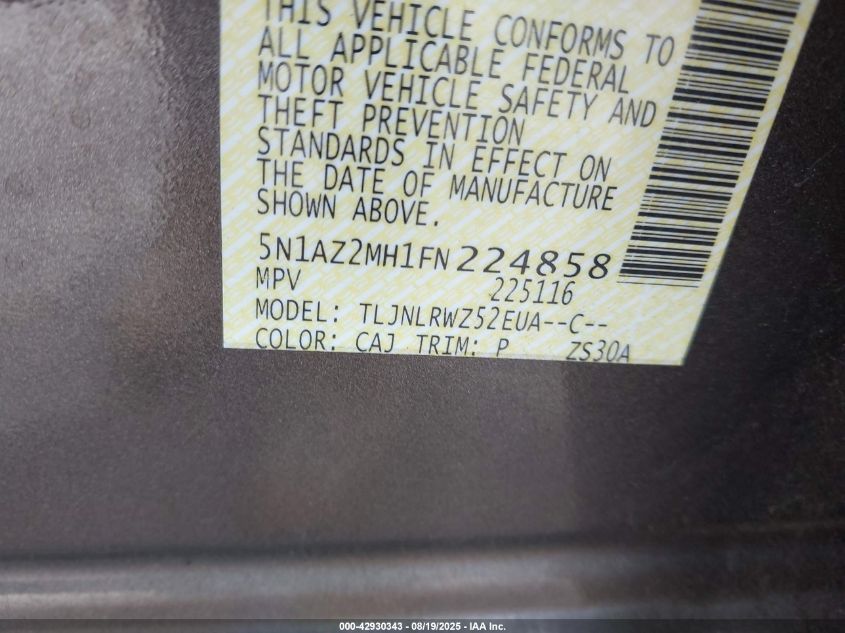 THIS VEHICLE CONFORMS TO
ALL APPLICABLE FEDERAL
MOTOR VEHICLE SAFETY AND
THEFT PREVENTION
STANDARDS IN EFFECT ON
THE DATE OF MANUFACTURE
SHOWN ABOVE.
5N1AZ2MH1FN224858
MPV 225116
MODEL: TLJNLRWZ52EUA--C--
COLOR: CAJ TRIM: P ZS30A
000-42930343 - 08/19/2025 - IAA Inc.